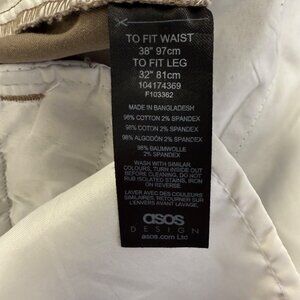 TO FIT WAIST
38" 97cm
TO FIT LEG
32" 81cm
104174369
F103362
MADE IN BANGLADESH
98% COTTON 2% SPANDEX
98% COTON 2% SPANDEX
98% ALGODÓN 2% SPANDEX
98% BAUMWOLLE
2% SPANDEX
WASH WITH SIMILAR
COLOURS, TURN INSIDE OUT
BEFORE CLEANING, DO NOT
RUB ISOLATED STAINS, IRON ON
REVERSE
LAVER AVEC DES COULEURS
SIMILAIRES, RETOURNER SUR
L'ENVERS AVANT LAVAGE,
asos
DESIGN
asos.com Ltd